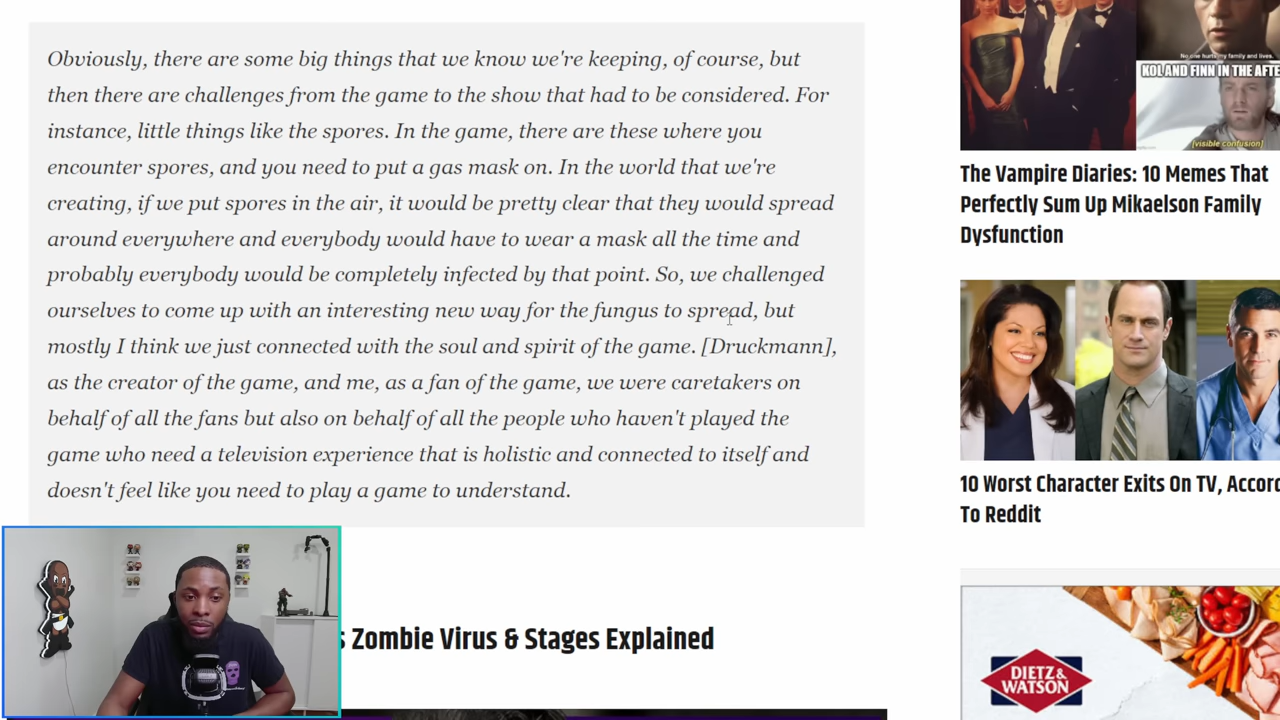 Obviously, there are some big things that we know we're keeping, of course, but
then there are challenges from the game to the show that had to be considered. For
instance, little things like the spores. In the game, there are these where you
encounter spores, and you need to put a gas mask on. In the world that we're
creating, if we put spores in the air, it would be pretty clear that they would spread
around everywhere and everybody would have to wear a mask all the time and
probably everybody would be completely infected by that point. So, we challenged
ourselves to come up with an interesting new way for the fungus to spread, but
mostly I think we just connected with the soul and spirit of the game. [Druckmann],
as the creator of the game, and me, as a fan of the game, we were caretakers on
behalf of all the fans but also on behalf of all the people who haven't played the
game who need a television experience that is holistic and connected to itself and
doesn't feel like you need to play a game to understand.
s Zombie Virus & Stages Explained
No one hurts my family and lives.
KOL AND FINN IN THE AFTE
[visible confusion]
The Vampire Diaries: 10 Memes That
Perfectly Sum Up Mikaelson Family
Dysfunction
10 Worst Character Exits On TV, Accord
To Reddit
DIETZ &
WATSON